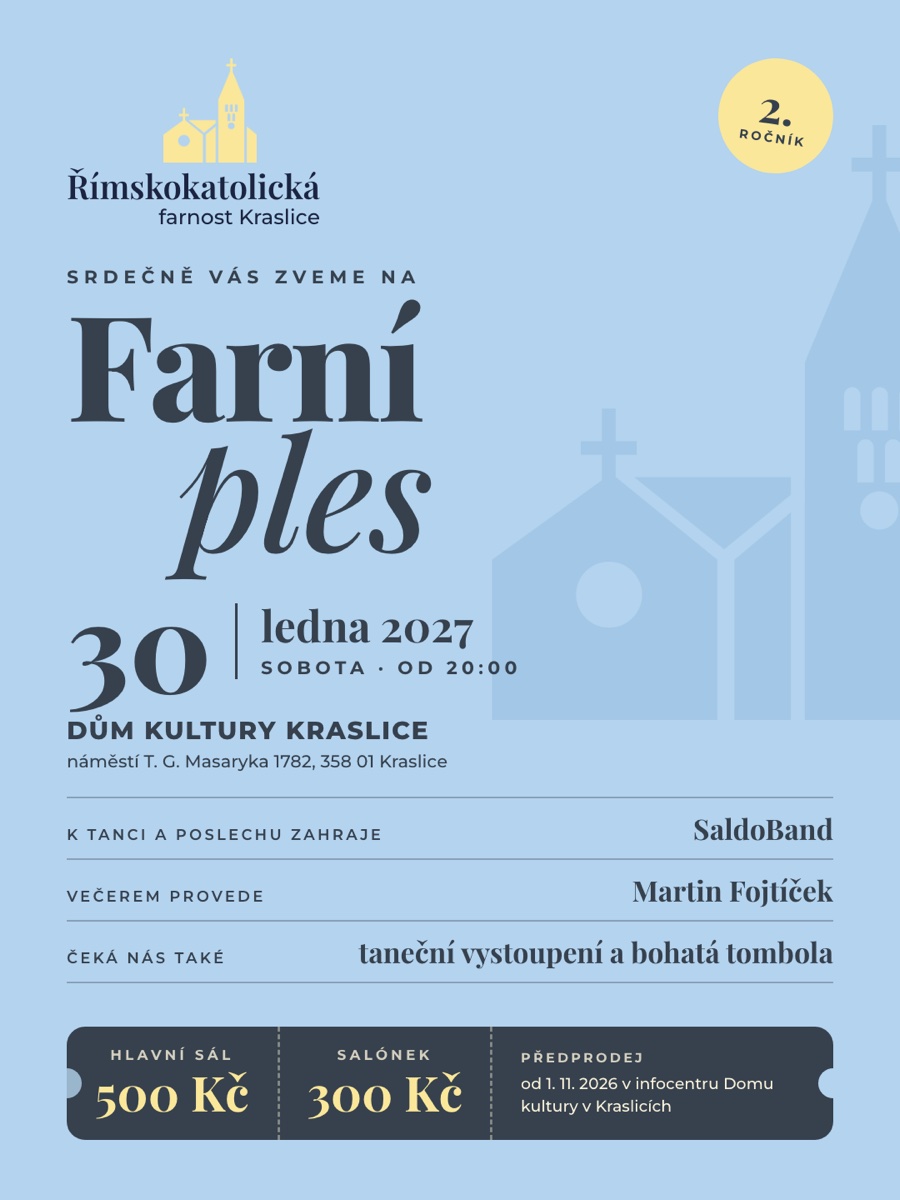 Římskokatolická
farnost Kraslice
2.
ROČNÍK
SRDEČNĚ VÁS ZVEME NA
Farní
ples
30
ledna 2027
SOBOTA · OD 20:00
DŮM KULTURY KRASLICE
náměstí T. G. Masaryka 1782, 358 01 Kraslice
K TANCI A POSLECHU ZAHRAJE
SaldoBand
VEČEREM PROVEDE
Martin Fojtíček
ČEKÁ NÁS TAKÉ
taneční vystoupení a bohatá tombola
HLAVNÍ SÁL
500 Kč
SALÓNEK
300 Kč
PŘEDPRODEJ
od 1. 11. 2026 v infocentru Domu
kultury v Kraslicích